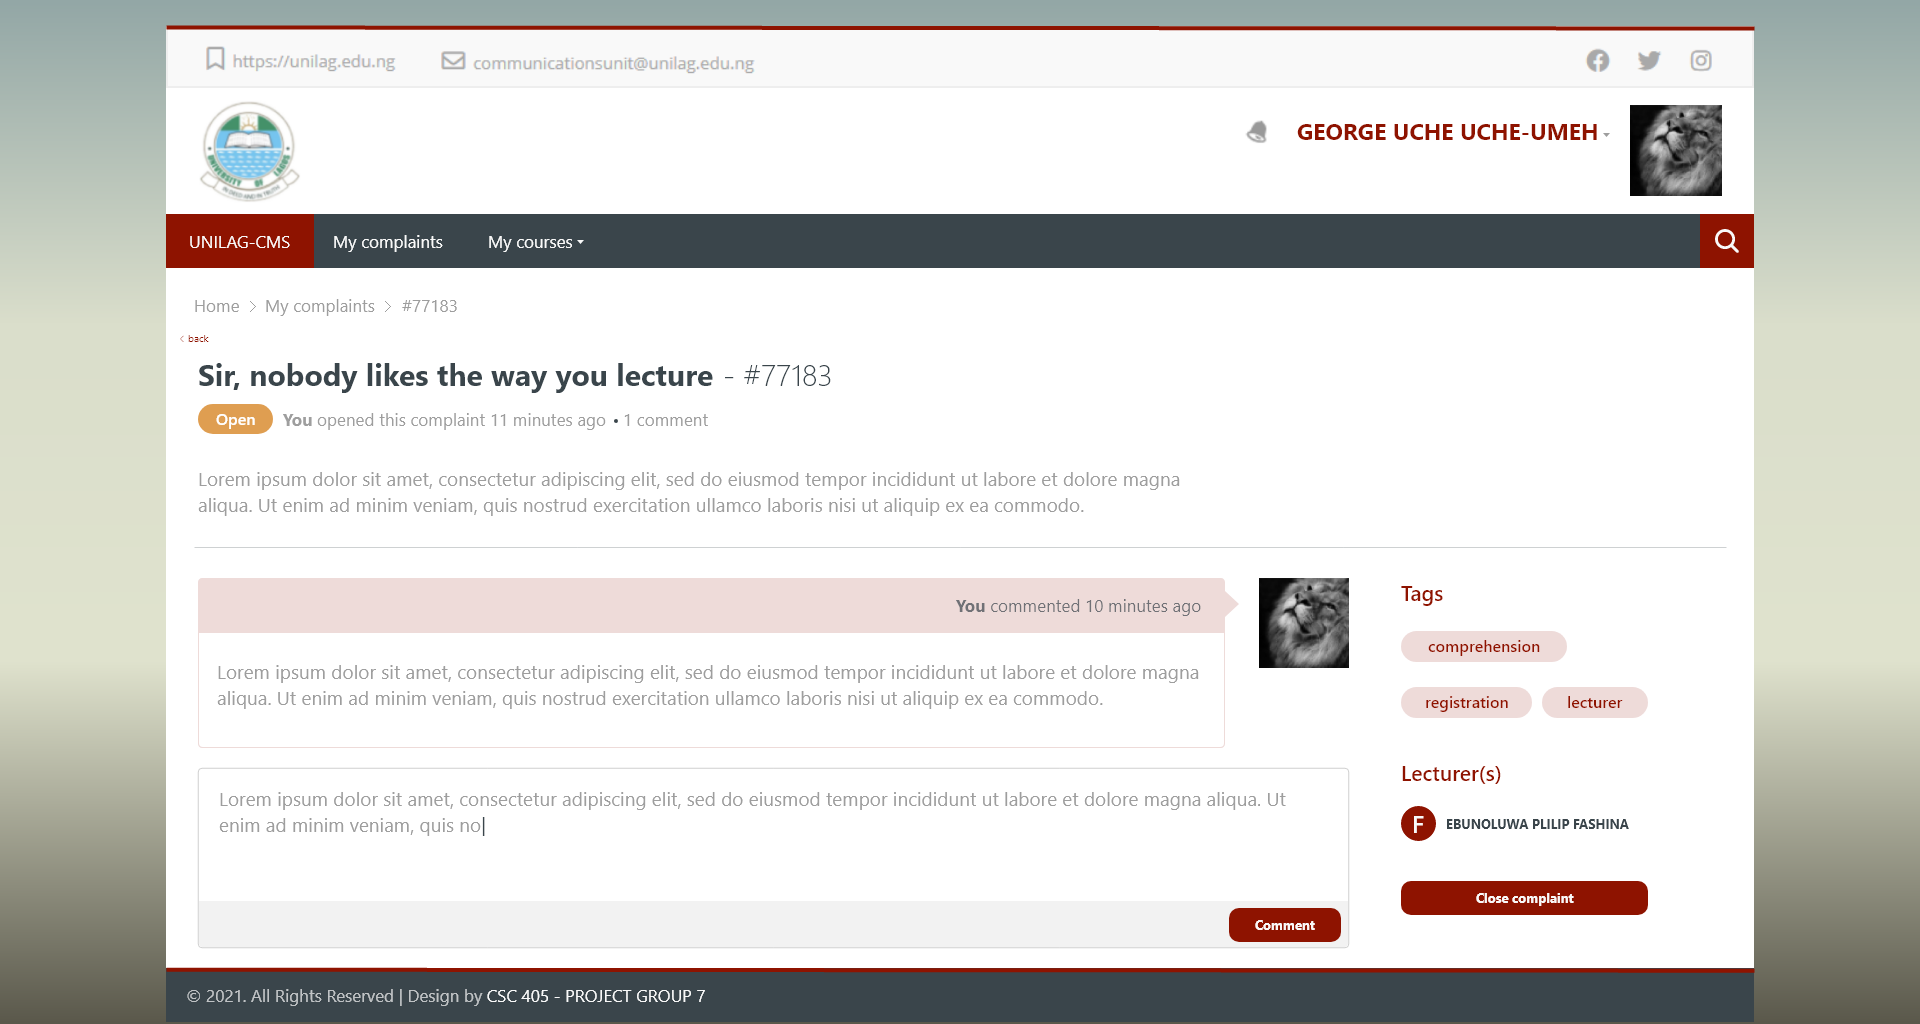 https://unilag.edu.ng
communicationsunit@unilag.edu.ng
UNIVERSITY OF LAGOS
IN DEED AND IN TRUTH
GEORGE UCHE UCHE-UMEH
UNILAG-CMS
My complaints
My courses
Home > My complaints > #77183
< back
Sir, nobody likes the way you lecture - #77183
Open
You opened this complaint 11 minutes ago • 1 comment
Lorem ipsum dolor sit amet, consectetur adipiscing elit, sed do eiusmod tempor incididunt ut labore et dolore magna
aliqua. Ut enim ad minim veniam, quis nostrud exercitation ullamco laboris nisi ut aliquip ex ea commodo.
You commented 10 minutes ago
Lorem ipsum dolor sit amet, consectetur adipiscing elit, sed do eiusmod tempor incididunt ut labore et dolore magna
aliqua. Ut enim ad minim veniam, quis nostrud exercitation ullamco laboris nisi ut aliquip ex ea commodo.
Lorem ipsum dolor sit amet, consectetur adipiscing elit, sed do eiusmod tempor incididunt ut labore et dolore magna aliqua. Ut
enim ad minim veniam, quis no
Comment
Tags
comprehension
registration
lecturer
Lecturer(s)
F
EBUNOLUWA PLILIP FASHINA
Close complaint
© 2021. All Rights Reserved | Design by CSC 405 - PROJECT GROUP 7